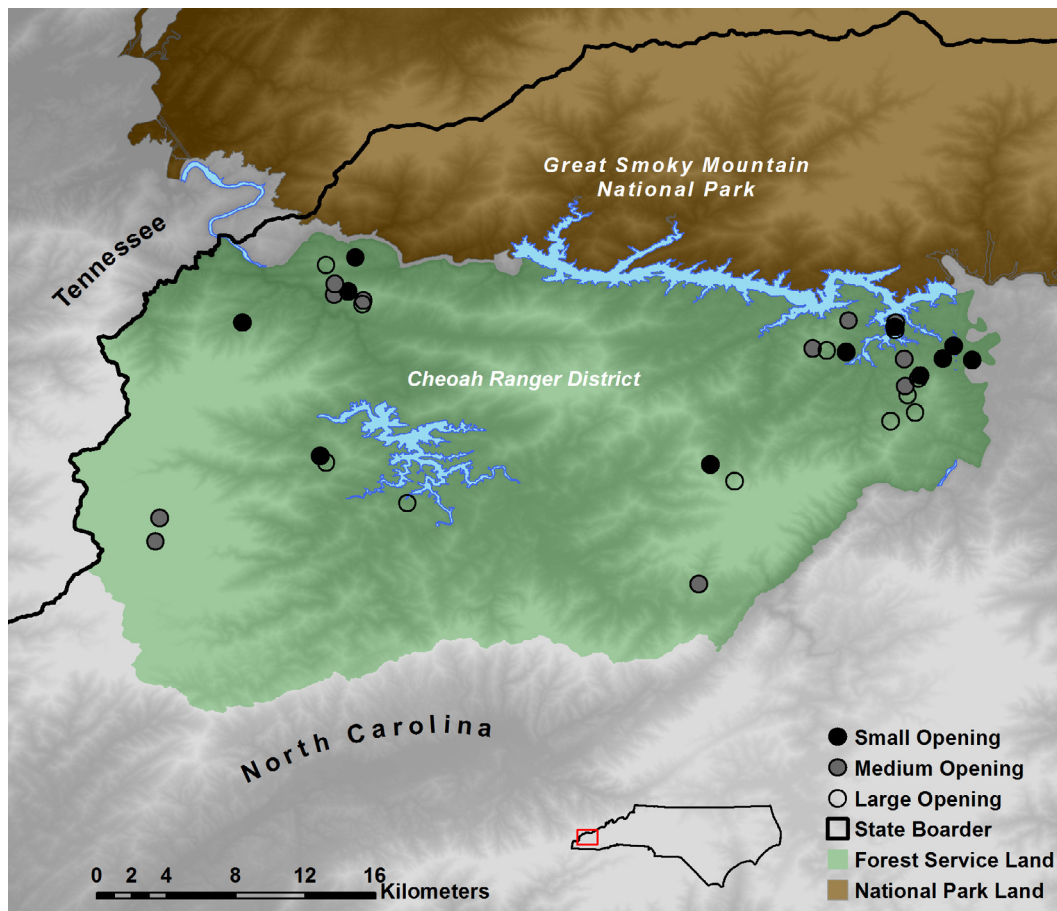 Great Smoky Mountain
National Park
Tennessee
Cheoah Ranger District
North Carolina
Small Opening
Medium Opening
Large Opening
State Boarder
Forest Service Land
National Park Land
0 2 4 8 12 16
Kilometers